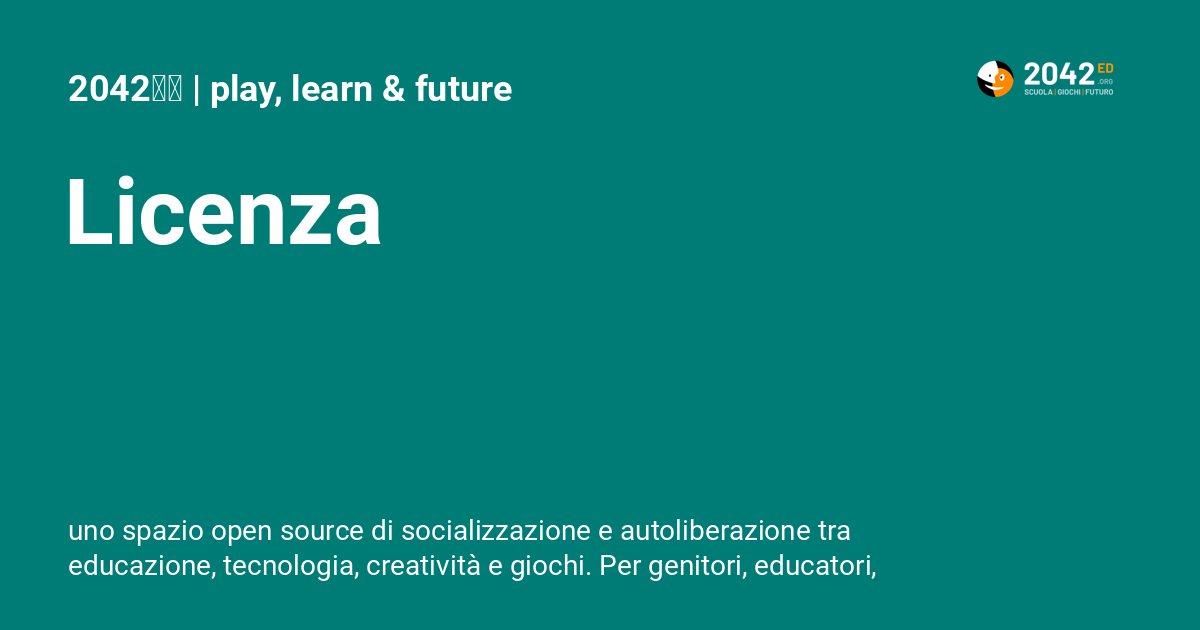 2042 | play, learn & future
2042 ED
.ORG
SCUOLA | GIOCHI | FUTURO
Licenza
uno spazio open source di socializzazione e autoliberazione tra
educazione, tecnologia, creatività e giochi. Per genitori, educatori,